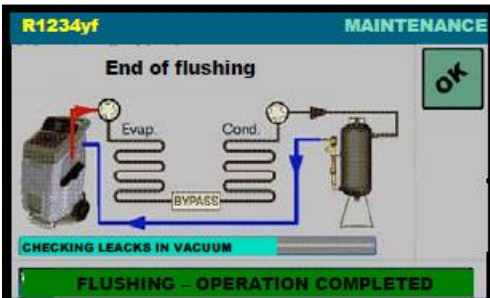 R1234yf MAINTENANCE
End of flushing
OK
Evap. Cond.
BYPASS
CHECKING LEACKS IN VACUUM
FLUSHING – OPERATION COMPLETED